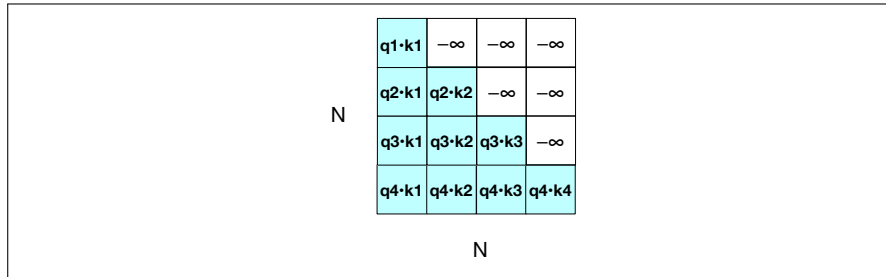 q1·k1 −∞ −∞ −∞
q2·k1 q2·k2 −∞ −∞
N
q3·k1 q3·k2 q3·k3 −∞
q4·k1 q4·k2 q4·k3 q4·k4
N